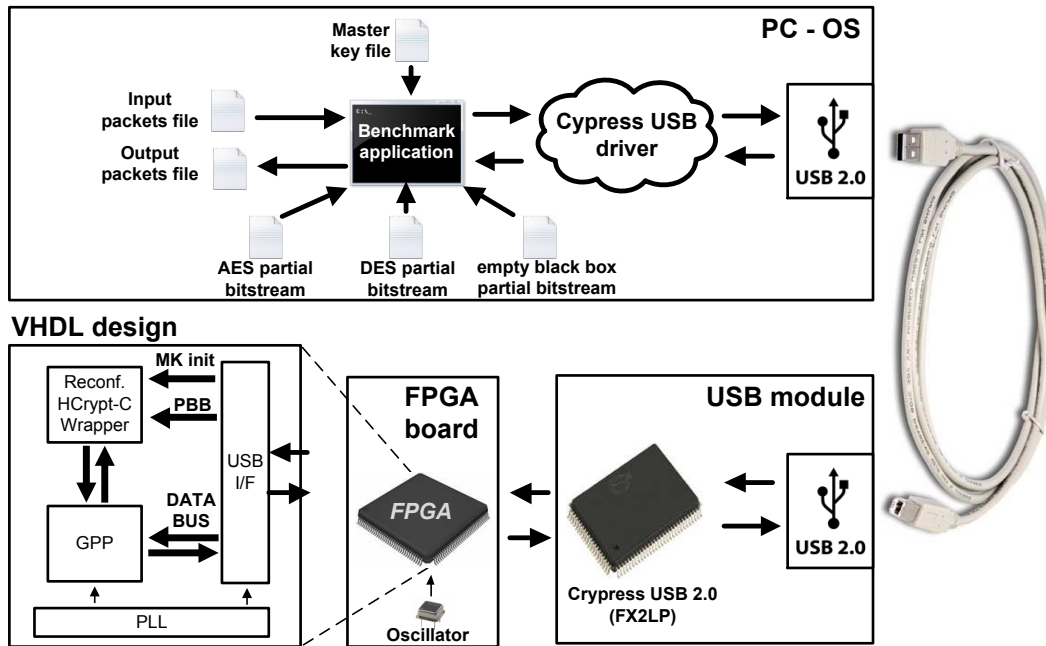 PC - OS
Master
key file
Input
packets file
Output
packets file
C:\_
Benchmark
application
Cypress USB
driver
USB 2.0
AES partial
bitstream
DES partial
bitstream
empty black box
partial bitstream
VHDL design
MK init
Reconf.
HCrypt-C
Wrapper
PBB
USB
I/F
DATA
BUS
GPP
PLL
FPGA
board
FPGA
Oscillator
USB module
Crypress USB 2.0
(FX2LP)
USB 2.0